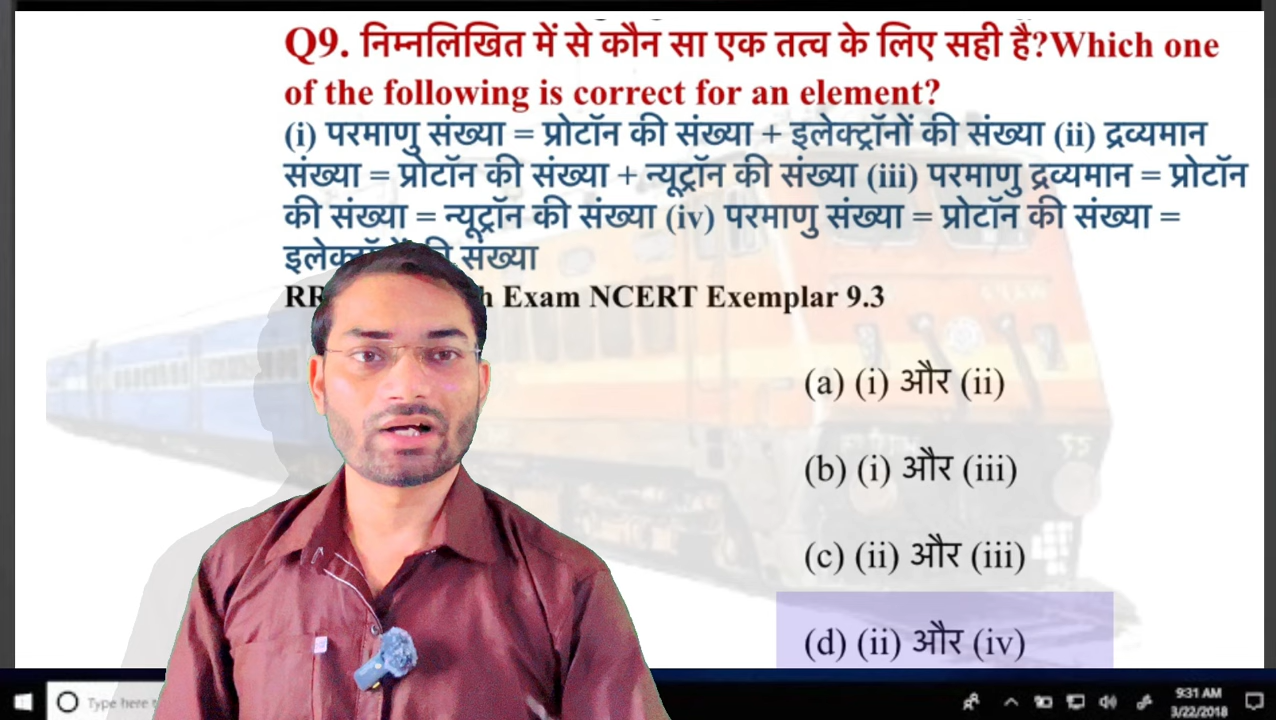 Q9. निम्नलिखित में से कौन सा एक तत्व के लिए सही है?Which one
of the following is correct for an element?
(i) परमाणु संख्या = प्रोटॉन की संख्या + इलेक्ट्रॉनों की संख्या (ii) द्रव्यमान
संख्या = प्रोटॉन की संख्या + न्यूट्रॉन की संख्या (iii) परमाणु द्रव्यमान = प्रोटॉन
की संख्या = न्यूट्रॉन की संख्या (iv) परमाणु संख्या = प्रोटॉन की संख्या =
संख्या
Exam NCERT Exemplar 9.3
(a) (i) और (ii)
(b) (i) और (iii)
(c) (ii) और (iii)
(d) (ii) और (iv)
Type here
9:31 AM
3/22/2018